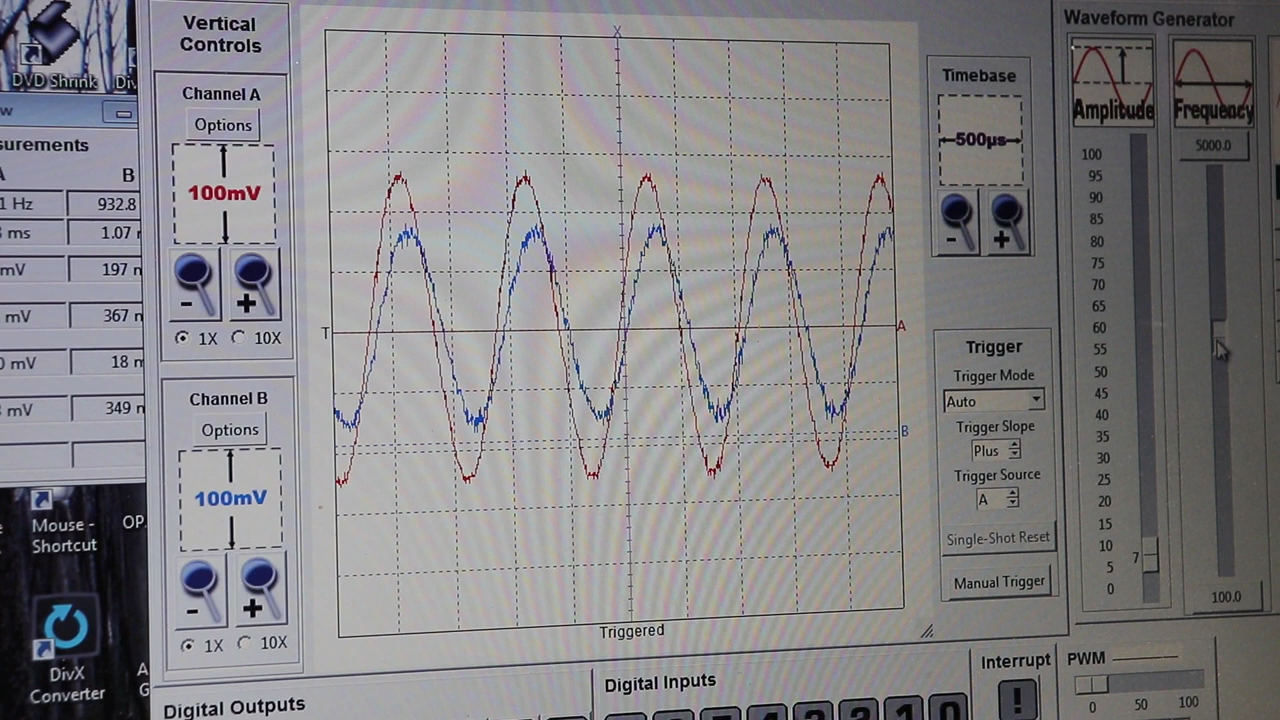 DVD Shrink
Div
w
surements
A B
1 Hz 932.8
ms 1.07
mV 197 m
mV 367 m
0 mV 18 m
mV 349 m
Mouse -
Shortcut
OP
DivX
Converter
A
G
Vertical
Controls
Channel A
Options
100mV
-
+
1X 10X
Channel B
Options
100mV
-
+
1X 10X
X
T
A
B
Triggered
Timebase
500µs
-
+
Trigger
Trigger Mode
Auto
Trigger Slope
Plus
Trigger Source
A
Single-Shot Reset
Manual Trigger
Waveform Generator
Amplitude
Frequency
5000.0
100
95
90
85
80
75
70
65
60
55
50
45
40
35
30
25
20
15
10
7
5
0
100.0
Digital Outputs
Digital Inputs
Interrupt
!
PWM
0 50 100